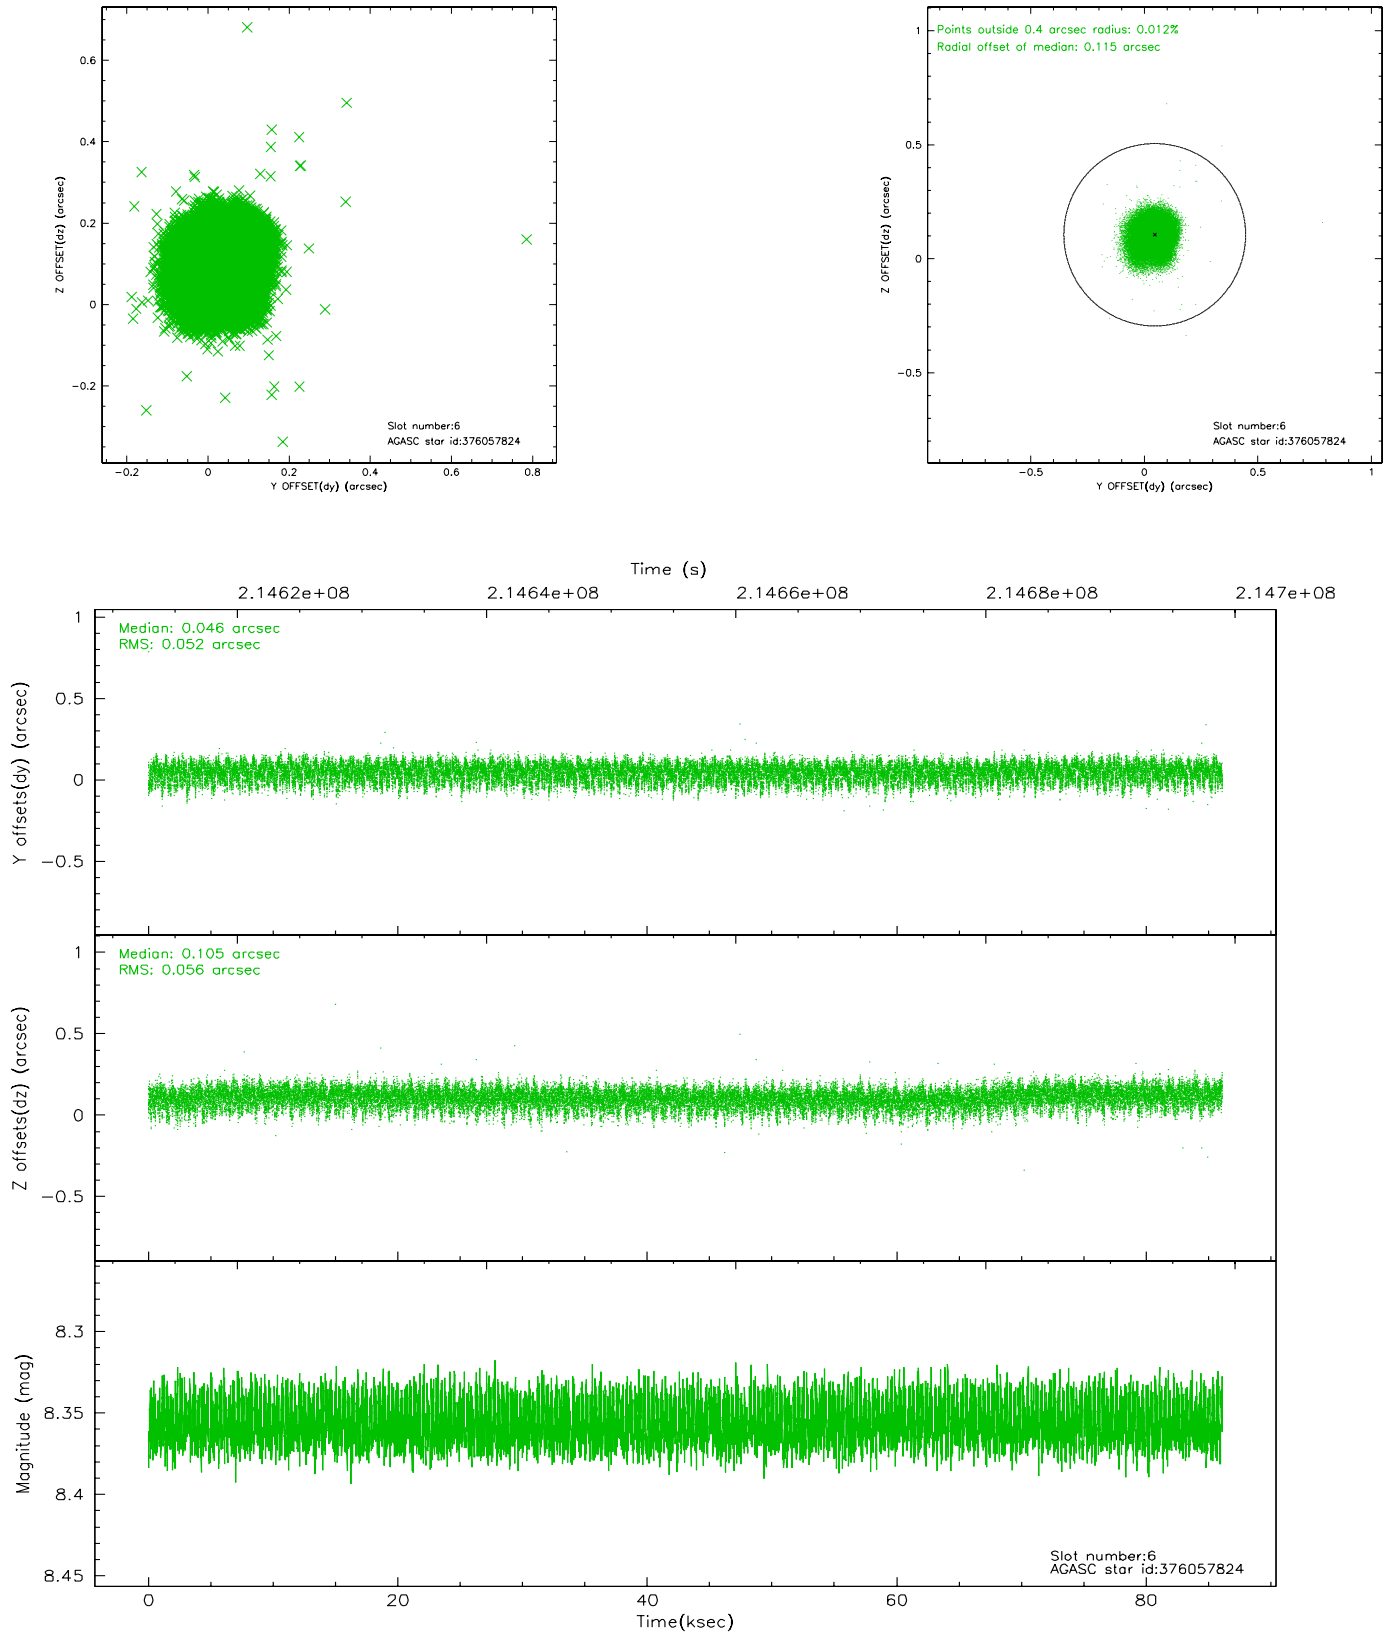 0.6
0.4
0.2
0
−0.2
Z OFFSET(dz) (arcsec)
−0.2 0 0.2 0.4 0.6 0.8
Y OFFSET(dy) (arcsec)
Slot number:6
AGASC star id:376057824
Points outside 0.4 arcsec radius: 0.012%
Radial offset of median: 0.115 arcsec
1
0.5
0
−0.5
Z OFFSET(dz) (arcsec)
−0.5 0 0.5 1
Y OFFSET(dy) (arcsec)
Slot number:6
AGASC star id:376057824
Time (s)
2.1462e+08 2.1464e+08 2.1466e+08 2.1468e+08 2.147e+08
Median: 0.046 arcsec
RMS: 0.052 arcsec
1
0.5
0
−0.5
Y offsets(dy) (arcsec)
Median: 0.105 arcsec
RMS: 0.056 arcsec
1
0.5
0
−0.5
Z offsets(dz) (arcsec)
8.3
8.35
8.4
8.45
Magnitude (mag)
Slot number:6
AGASC star id:376057824
0 20 40 60 80
Time(ksec)